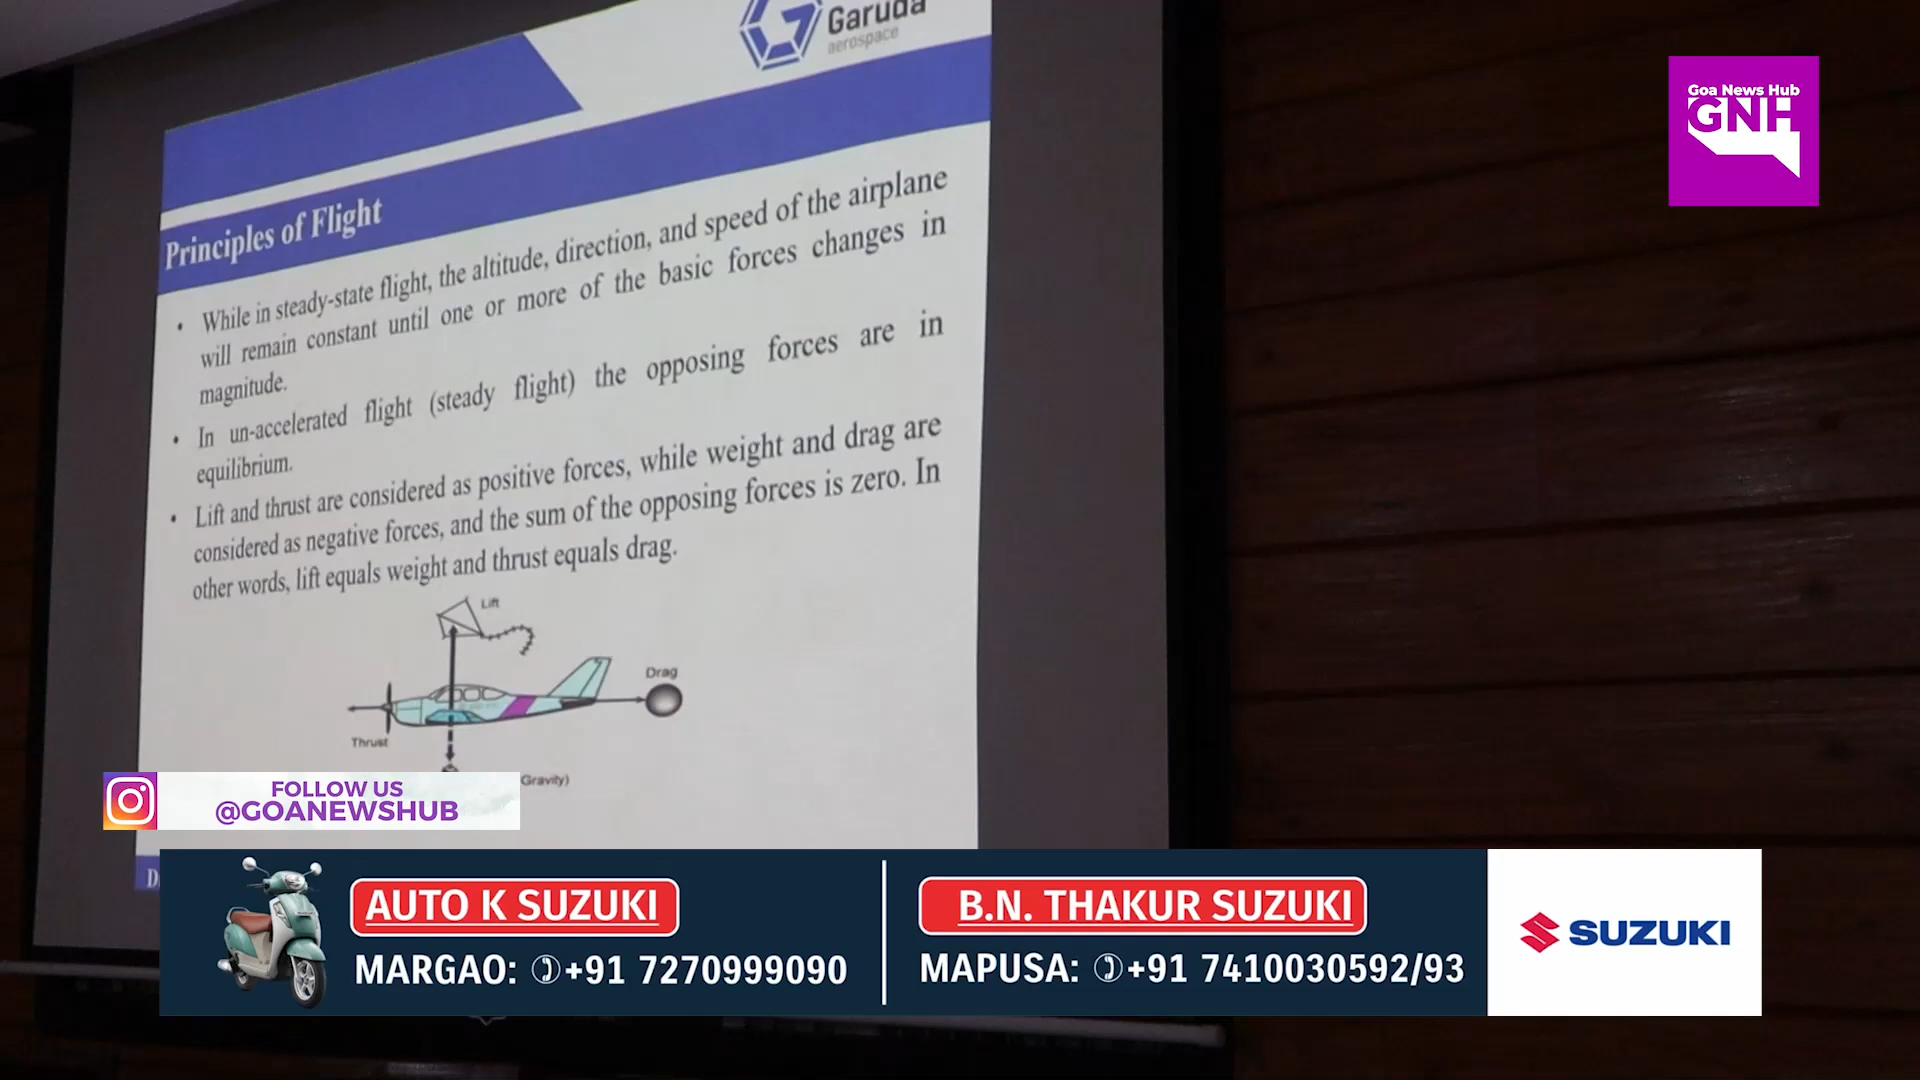 Garuda
aerospace
Goa News Hub
GNH
Principles of Flight
• While in steady-state flight, the altitude, direction, and speed of the airplane
will remain constant until one or more of the basic forces changes in
magnitude.
• In un-accelerated flight (steady flight) the opposing forces are in
equilibrium.
• Lift and thrust are considered as positive forces, while weight and drag are
considered as negative forces, and the sum of the opposing forces is zero. In
other words, lift equals weight and thrust equals drag.
Lift
Drag
Thrust
Gravity)
FOLLOW US
@GOANEWSHUB
D
AUTO K SUZUKI
MARGAO: +91 7270999090
B.N. THAKUR SUZUKI
MAPUSA: +91 7410030592/93
SUZUKI